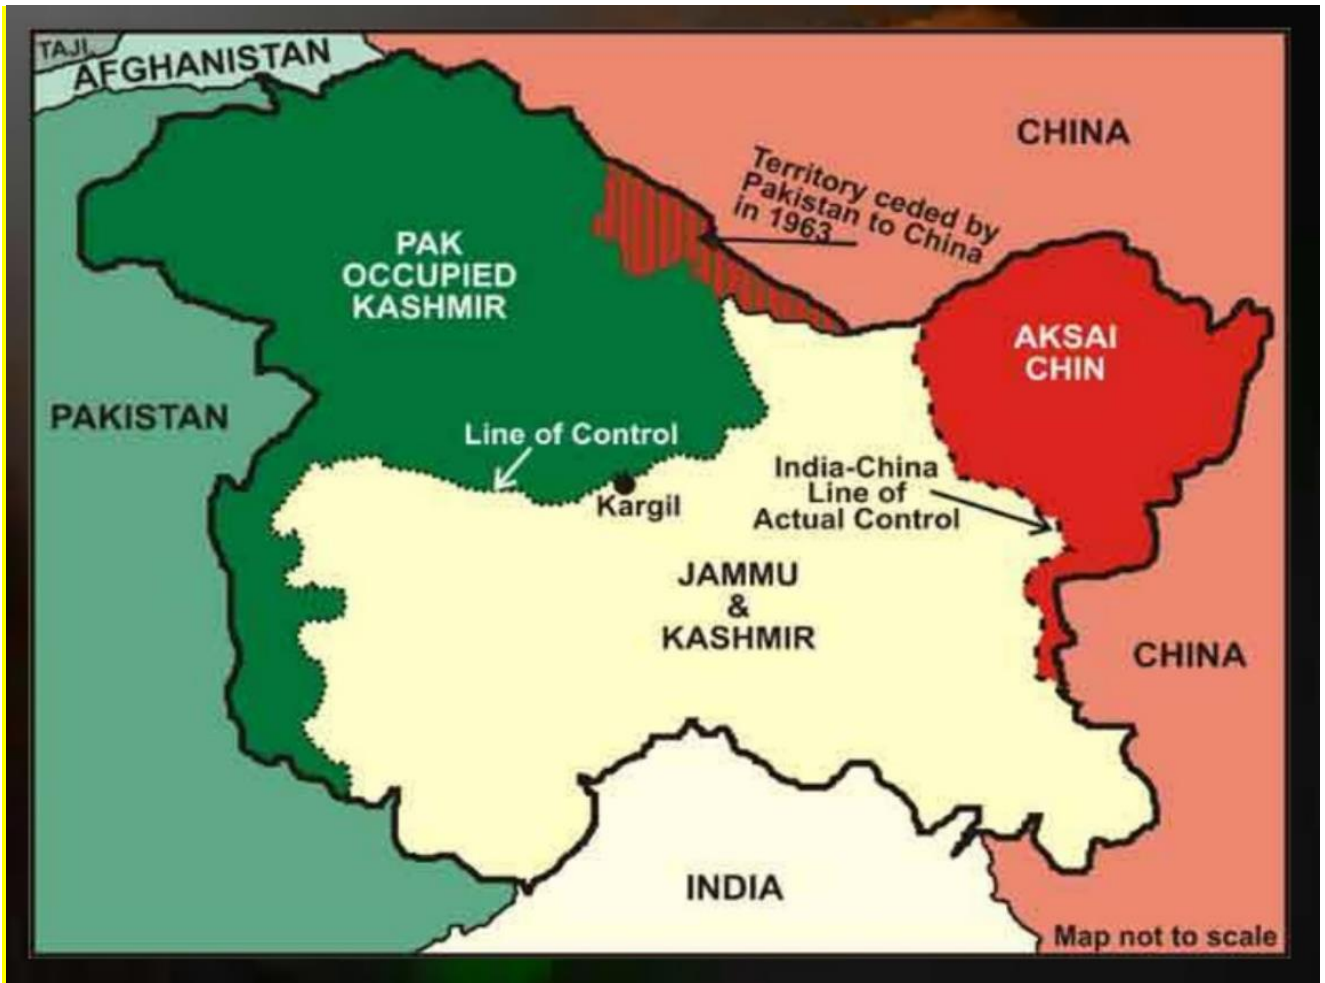 TAJI
AFGHANISTAN
CHINA
Territory ceded by
Pakistan to China
in 1963
PAK
OCCUPIED
KASHMIR
AKSAI
CHIN
PAKISTAN
Line of Control
India-China
Line of
Actual Control
Kargil
JAMMU
&
KASHMIR
CHINA
INDIA
Map not to scale